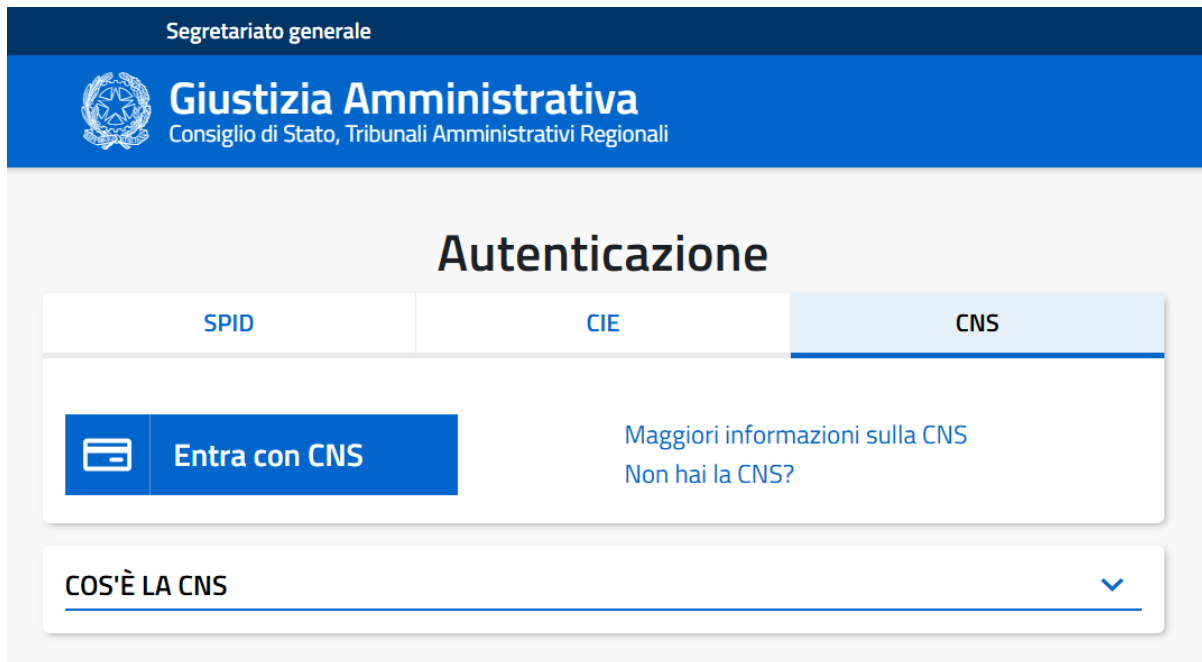 Segretariato generale
Giustizia Amministrativa
Consiglio di Stato, Tribunali Amministrativi Regionali
Autenticazione
SPID
CIE
CNS
Entra con CNS
Maggiori informazioni sulla CNS
Non hai la CNS?
COS'È LA CNS